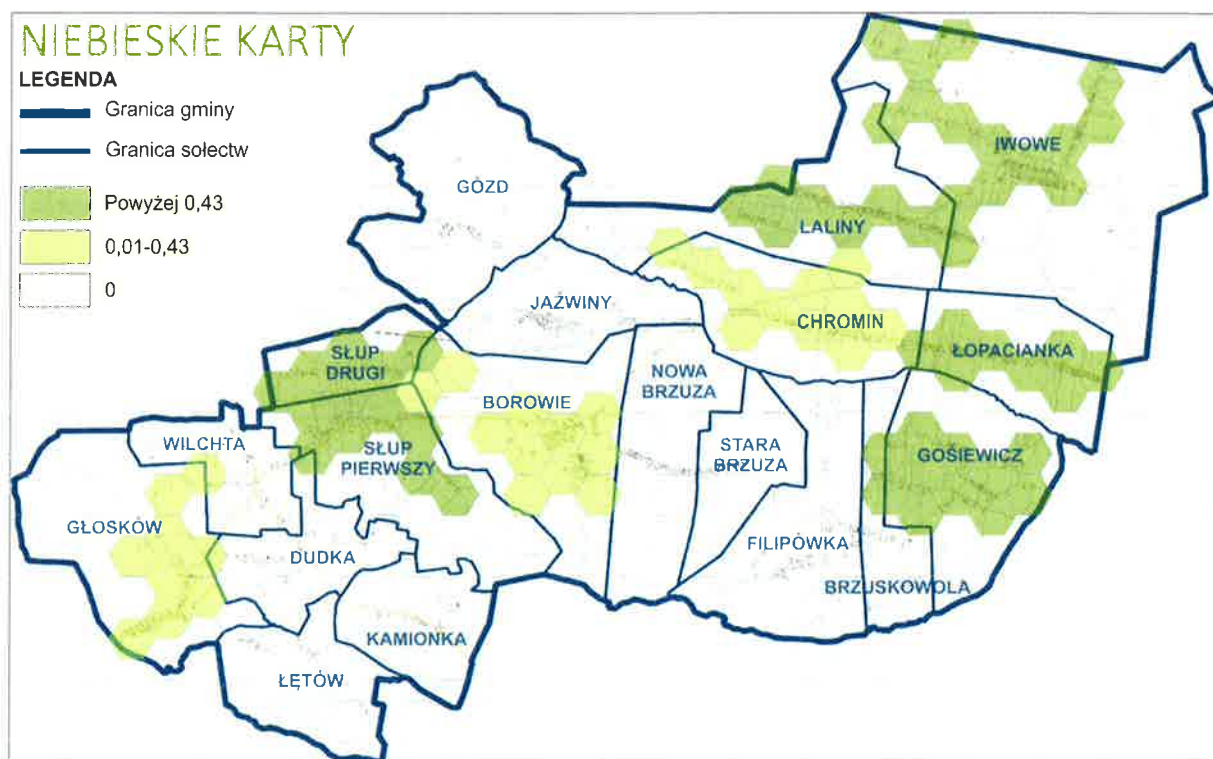 NIEBIESKIE KARTY
LEGENDA
Granica gminy
Granica sołectw
Powyżej 0,43
0,01-0,43
0
GÓZD
IWOWE
LALINY
JAŹWINY
CHROMIN
ŁOPACIANKA
SŁUP
DRUGI
NOWA
BRZUZA
BOROWIE
WILCHTA
SŁUP
PIERWSZY
STARA
BRZUZA
GOŚIEWICZ
GŁOSKÓW
DUDKA
FILIPÓWKA
BRZUSKOWOLA
KAMIONKA
ŁĘTÓW